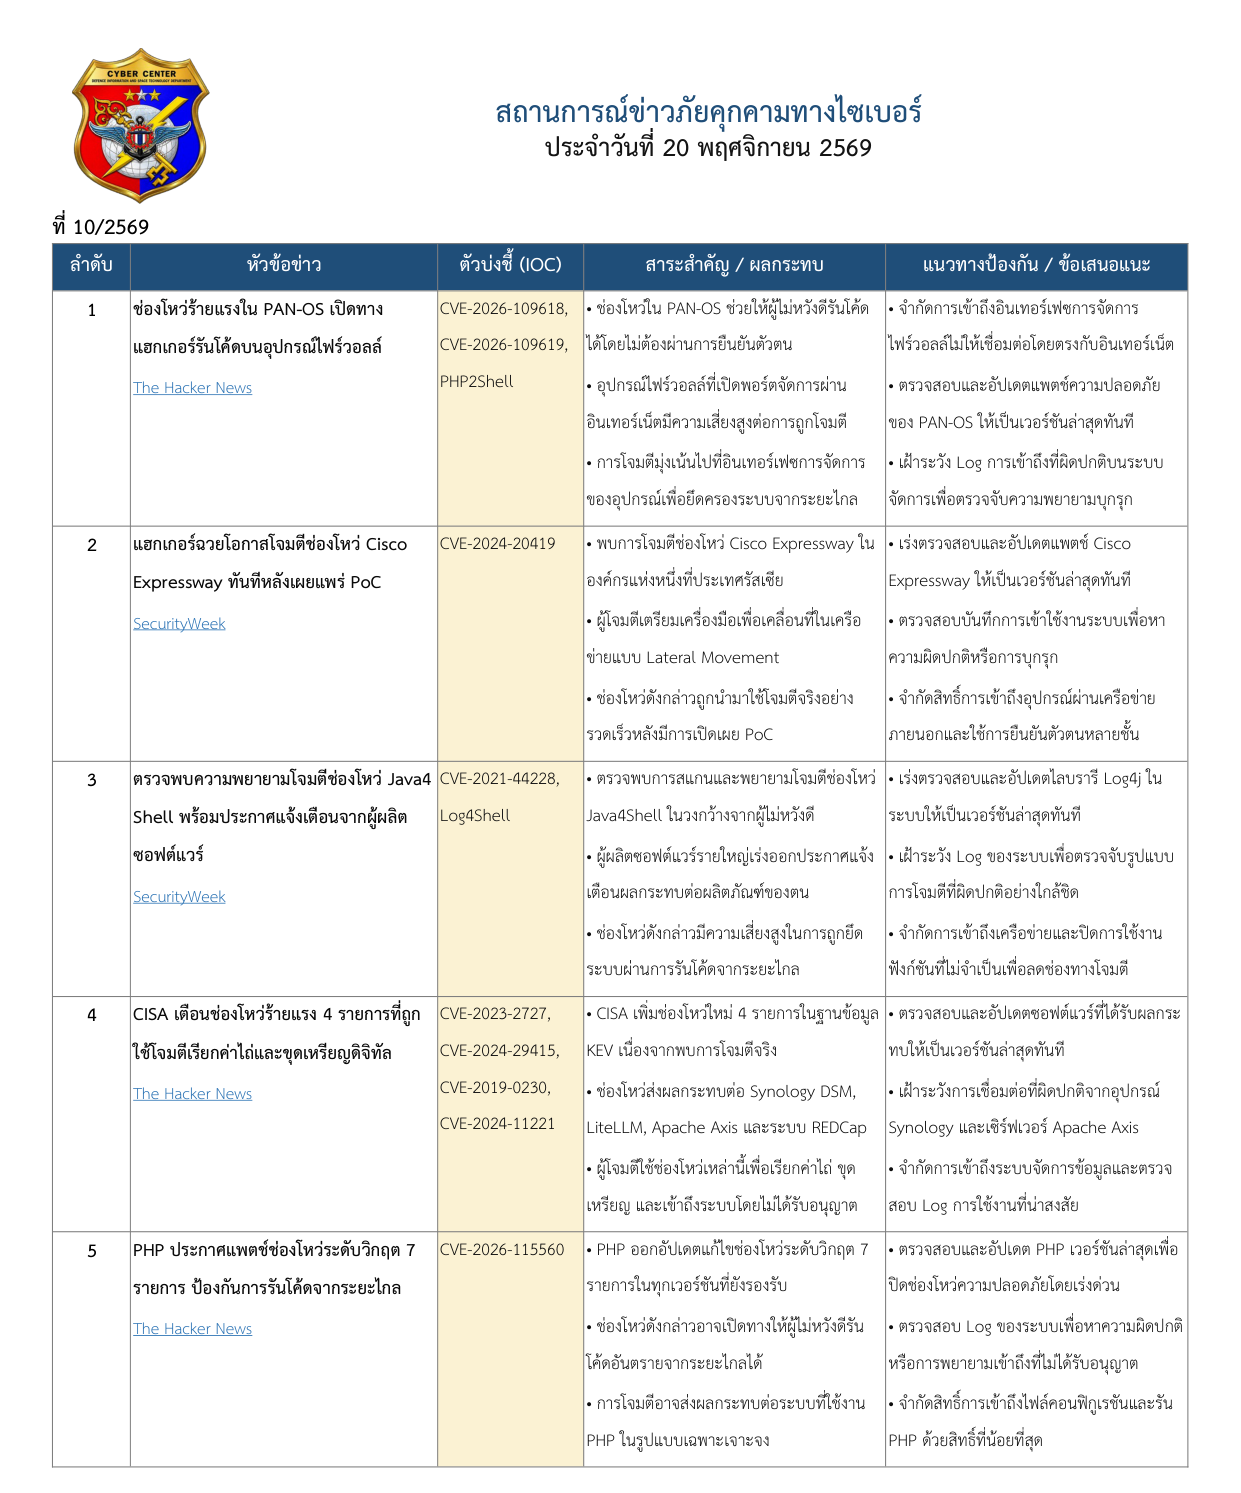 CYBER CENTER
DEFENCE INFORMATION AND SPACE TECHNOLOGY DEPARTMENT
สถานการณ์ข่าวภัยคุกคามทางไซเบอร์
ประจำวันที่ 20 พฤศจิกายน 2569
ที่ 10/2569
ลำดับ
หัวข้อข่าว
ตัวบ่งชี้ (IOC)
สาระสำคัญ / ผลกระทบ
แนวทางป้องกัน / ข้อเสนอแนะ
1
ช่องโหว่ร้ายแรงใน PAN-OS เปิดทาง
แฮกเกอร์รันโค้ดบนอุปกรณ์ไฟร์วอลล์
The Hacker News
CVE-2026-109618,
CVE-2026-109619,
PHP2Shell
• ช่องโหว่ใน PAN-OS ช่วยให้ผู้ไม่หวังดีรันโค้ด
ได้โดยไม่ต้องผ่านการยืนยันตัวตน
• อุปกรณ์ไฟร์วอลล์ที่เปิดพอร์ตจัดการผ่าน
อินเทอร์เน็ตมีความเสี่ยงสูงต่อการถูกโจมตี
• การโจมตีมุ่งเน้นไปที่อินเทอร์เฟซการจัดการ
ของอุปกรณ์เพื่อยึดครองระบบจากระยะไกล
• จำกัดการเข้าถึงอินเทอร์เฟซการจัดการ
ไฟร์วอลล์ไม่ให้เชื่อมต่อโดยตรงกับอินเทอร์เน็ต
• ตรวจสอบและอัปเดตแพตช์ความปลอดภัย
ของ PAN-OS ให้เป็นเวอร์ชันล่าสุดทันที
• เฝ้าระวัง Log การเข้าถึงที่ผิดปกติบนระบบ
จัดการเพื่อตรวจจับความพยายามบุกรุก
2
แฮกเกอร์ฉวยโอกาสโจมตีช่องโหว่ Cisco
Expressway ทันทีหลังเผยแพร่ PoC
SecurityWeek
CVE-2024-20419
• พบการโจมตีช่องโหว่ Cisco Expressway ใน
องค์กรแห่งหนึ่งที่ประเทศรัสเซีย
• ผู้โจมตีเตรียมเครื่องมือเพื่อเคลื่อนที่ในเครือ
ข่ายแบบ Lateral Movement
• ช่องโหว่ดังกล่าวถูกนำมาใช้โจมตีจริงอย่าง
รวดเร็วหลังมีการเปิดเผย PoC
• เร่งตรวจสอบและอัปเดตแพตช์ Cisco
Expressway ให้เป็นเวอร์ชันล่าสุดทันที
• ตรวจสอบบันทึกการเข้าใช้งานระบบเพื่อหา
ความผิดปกติหรือการบุกรุก
• จำกัดสิทธิ์การเข้าถึงอุปกรณ์ผ่านเครือข่าย
ภายนอกและใช้การยืนยันตัวตนหลายชั้น
3
ตรวจพบความพยายามโจมตีช่องโหว่ Java4
Shell พร้อมประกาศแจ้งเตือนจากผู้ผลิต
ซอฟต์แวร์
SecurityWeek
CVE-2021-44228,
Log4Shell
• ตรวจพบการสแกนและพยายามโจมตีช่องโหว่
Java4Shell ในวงกว้างจากผู้ไม่หวังดี
• ผู้ผลิตซอฟต์แวร์รายใหญ่เร่งออกประกาศแจ้ง
เตือนผลกระทบต่อผลิตภัณฑ์ของตน
• ช่องโหว่ดังกล่าวมีความเสี่ยงสูงในการถูกยึด
ระบบผ่านการรันโค้ดจากระยะไกล
• เร่งตรวจสอบและอัปเดตไลบรารี Log4j ใน
ระบบให้เป็นเวอร์ชันล่าสุดทันที
• เฝ้าระวัง Log ของระบบเพื่อตรวจจับรูปแบบ
การโจมตีที่ผิดปกติอย่างใกล้ชิด
• จำกัดการเข้าถึงเครือข่ายและปิดการใช้งาน
ฟังก์ชันที่ไม่จำเป็นเพื่อลดช่องทางโจมตี
4
CISA เตือนช่องโหว่ร้ายแรง 4 รายการที่ถูก
ใช้โจมตีเรียกค่าไถ่และขุดเหรียญดิจิทัล
The Hacker News
CVE-2023-2727,
CVE-2024-29415,
CVE-2019-0230,
CVE-2024-11221
• CISA เพิ่มช่องโหว่ใหม่ 4 รายการในฐานข้อมูล
KEV เนื่องจากพบการโจมตีจริง
• ช่องโหว่ส่งผลกระทบต่อ Synology DSM,
LiteLLM, Apache Axis และระบบ REDCap
• ผู้โจมตีใช้ช่องโหว่เหล่านี้เพื่อเรียกค่าไถ่ ขุด
เหรียญ และเข้าถึงระบบโดยไม่ได้รับอนุญาต
• ตรวจสอบและอัปเดตซอฟต์แวร์ที่ได้รับผลกระ
ทบให้เป็นเวอร์ชันล่าสุดทันที
• เฝ้าระวังการเชื่อมต่อที่ผิดปกติจากอุปกรณ์
Synology และเซิร์ฟเวอร์ Apache Axis
• จำกัดการเข้าถึงระบบจัดการข้อมูลและตรวจ
สอบ Log การใช้งานที่น่าสงสัย
5
PHP ประกาศแพตช์ช่องโหว่ระดับวิกฤต 7
รายการ ป้องกันการรันโค้ดจากระยะไกล
The Hacker News
CVE-2026-115560
• PHP ออกอัปเดตแก้ไขช่องโหว่ระดับวิกฤต 7
รายการในทุกเวอร์ชันที่ยังรองรับ
• ช่องโหว่ดังกล่าวอาจเปิดทางให้ผู้ไม่หวังดีรัน
โค้ดอันตรายจากระยะไกลได้
• การโจมตีอาจส่งผลกระทบต่อระบบที่ใช้งาน
PHP ในรูปแบบเฉพาะเจาะจง
• ตรวจสอบและอัปเดต PHP เวอร์ชันล่าสุดเพื่อ
ปิดช่องโหว่ความปลอดภัยโดยเร่งด่วน
• ตรวจสอบ Log ของระบบเพื่อหาความผิดปกติ
หรือการพยายามเข้าถึงที่ไม่ได้รับอนุญาต
• จำกัดสิทธิ์การเข้าถึงไฟล์คอนฟิกูเรชันและรัน
PHP ด้วยสิทธิ์ที่น้อยที่สุด